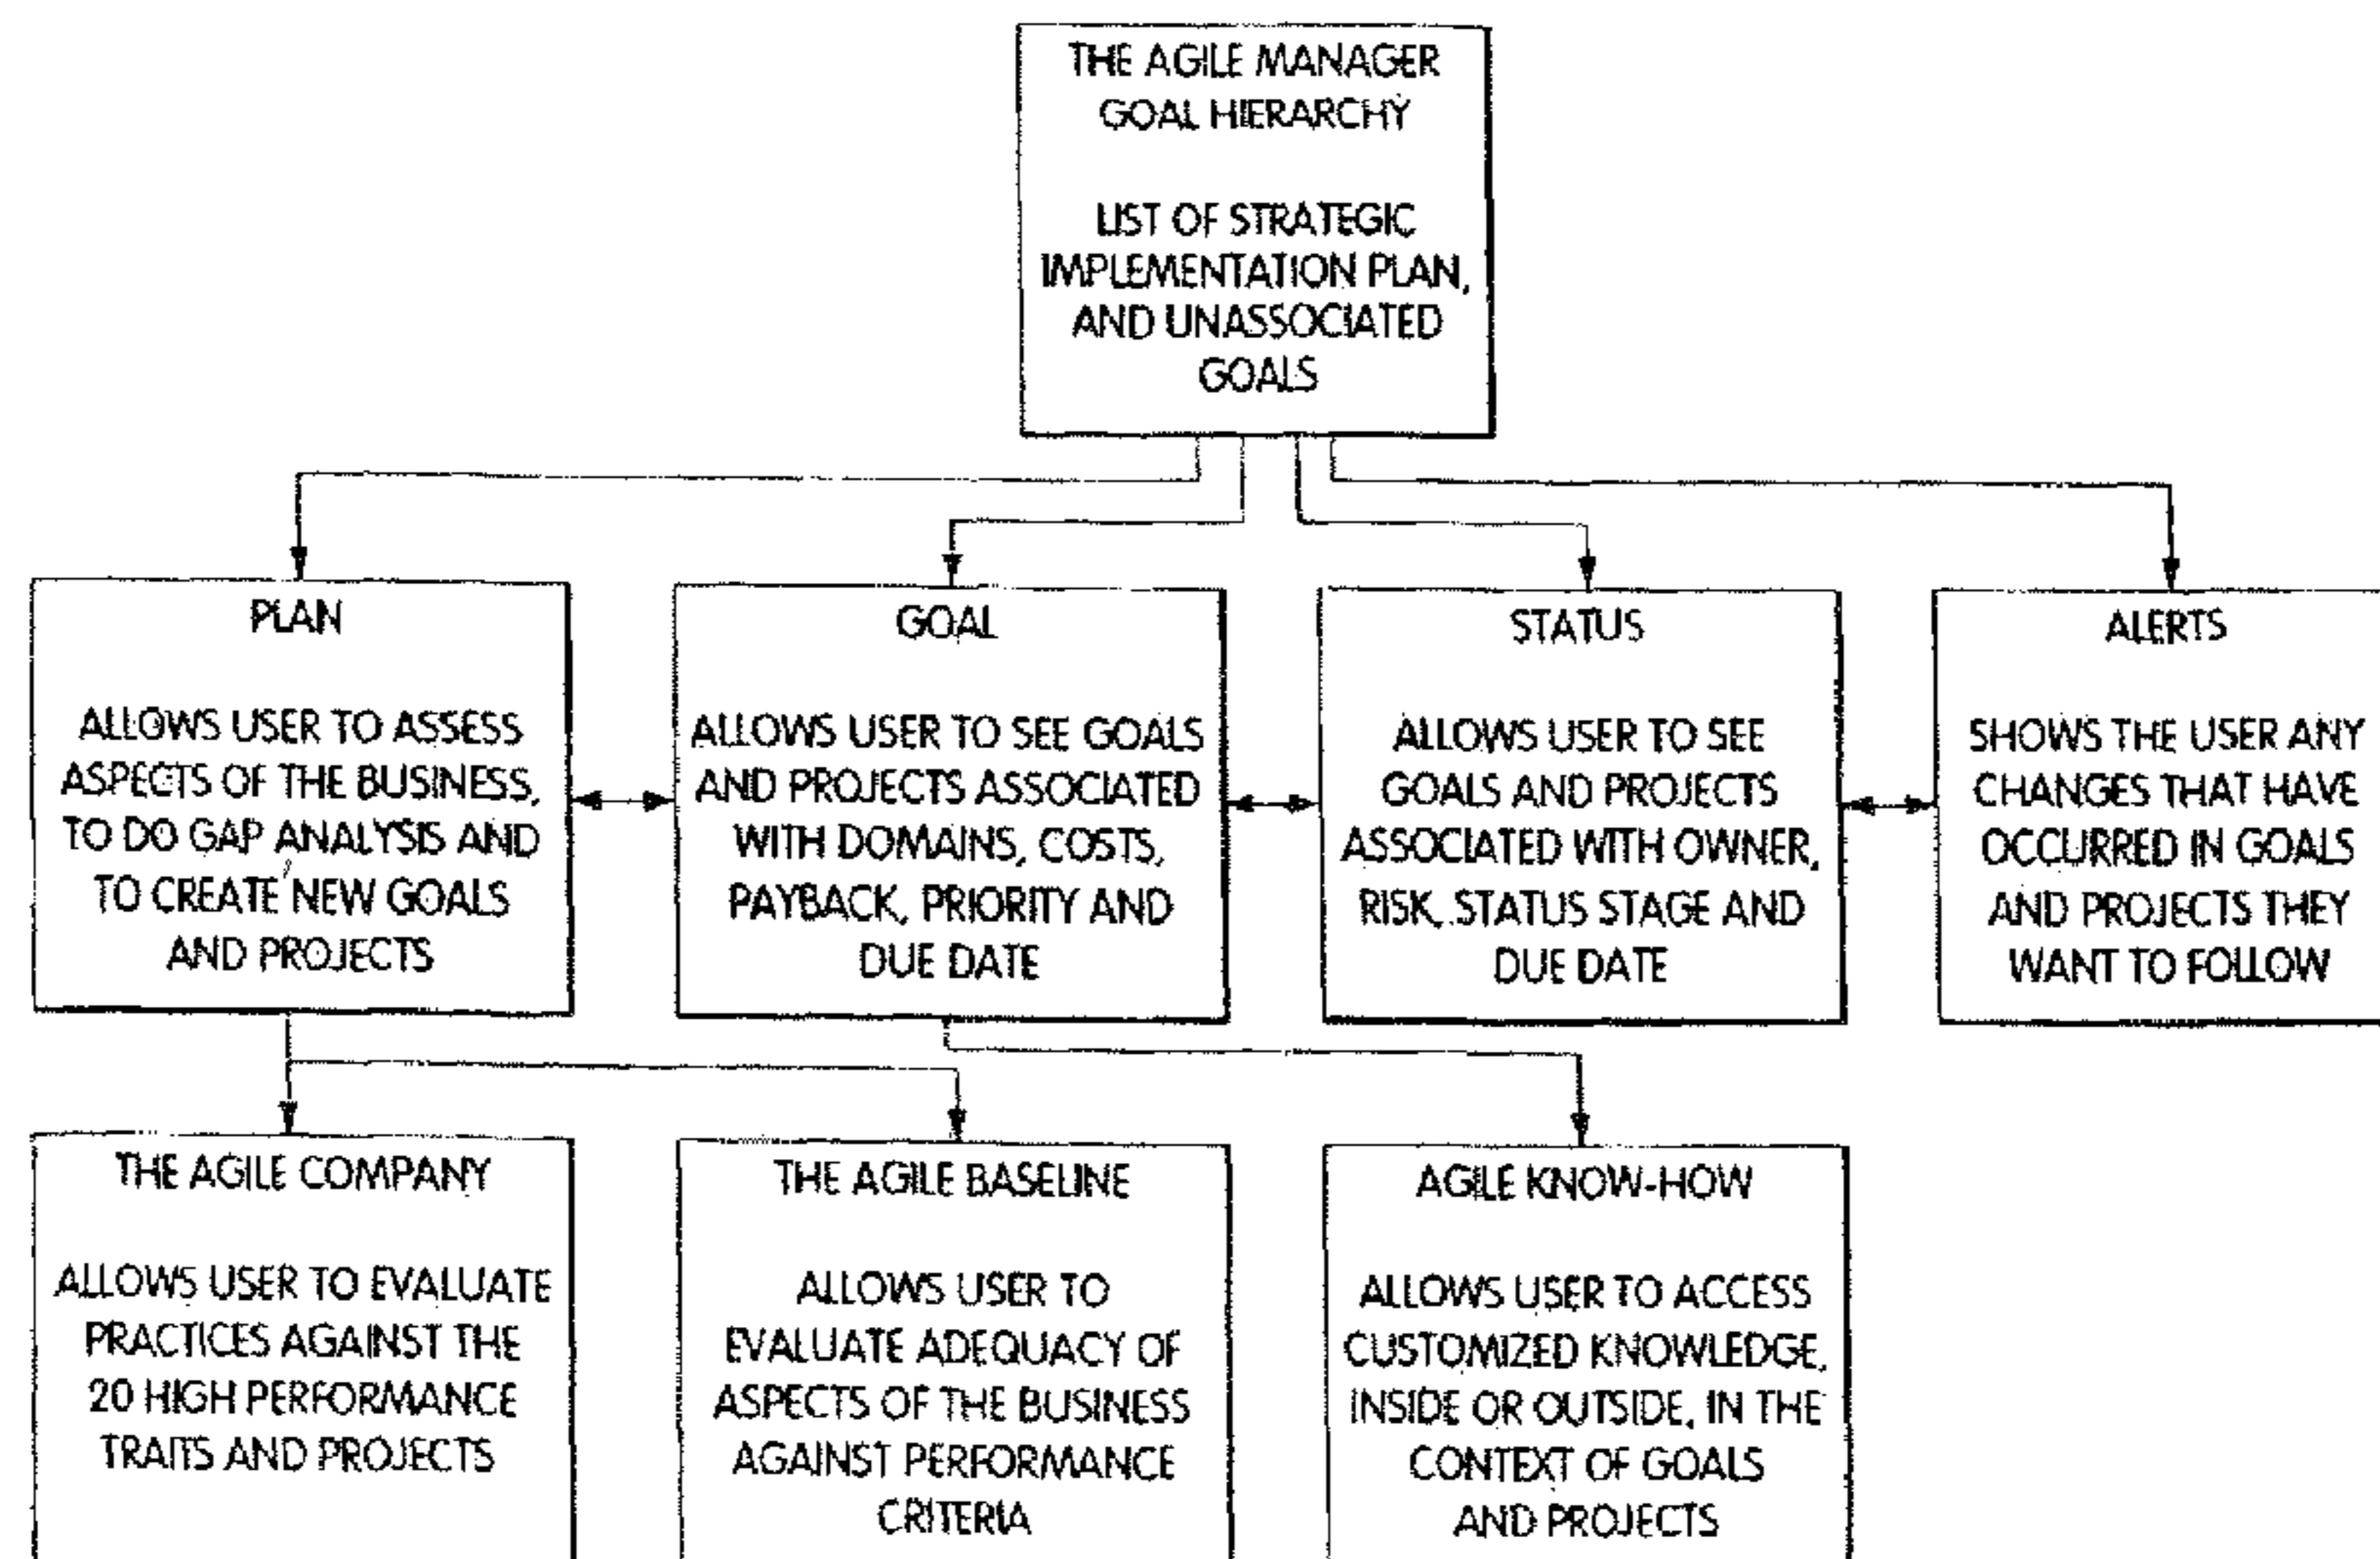 THE AGILE MANAGER
GOAL HIERARCHY
LIST OF STRATEGIC
IMPLEMENTATION PLAN,
AND UNASSOCIATED
GOALS
PLAN
ALLOWS USER TO ASSESS
ASPECTS OF THE BUSINESS,
TO DO GAP ANALYSIS AND
TO CREATE NEW GOALS
AND PROJECTS
GOAL
ALLOWS USER TO SEE GOALS
AND PROJECTS ASSOCIATED
WITH DOMAINS, COSTS,
PAYBACK, PRIORITY AND
DUE DATE
STATUS
ALLOWS USER TO SEE
GOALS AND PROJECTS
ASSOCIATED WITH OWNER,
RISK, STATUS STAGE AND
DUE DATE
ALERTS
SHOWS THE USER ANY
CHANGES THAT HAVE
OCCURRED IN GOALS
AND PROJECTS THEY
WANT TO FOLLOW
THE AGILE COMPANY
ALLOWS USER TO EVALUATE
PRACTICES AGAINST THE
20 HIGH PERFORMANCE
TRAITS AND PROJECTS
THE AGILE BASELINE
ALLOWS USER TO
EVALUATE ADEQUACY OF
ASPECTS OF THE BUSINESS
AGAINST PERFORMANCE
CRITERIA
AGILE KNOW-HOW
ALLOWS USER TO ACCESS
CUSTOMIZED KNOWLEDGE,
INSIDE OR OUTSIDE, IN THE
CONTEXT OF GOALS
AND PROJECTS